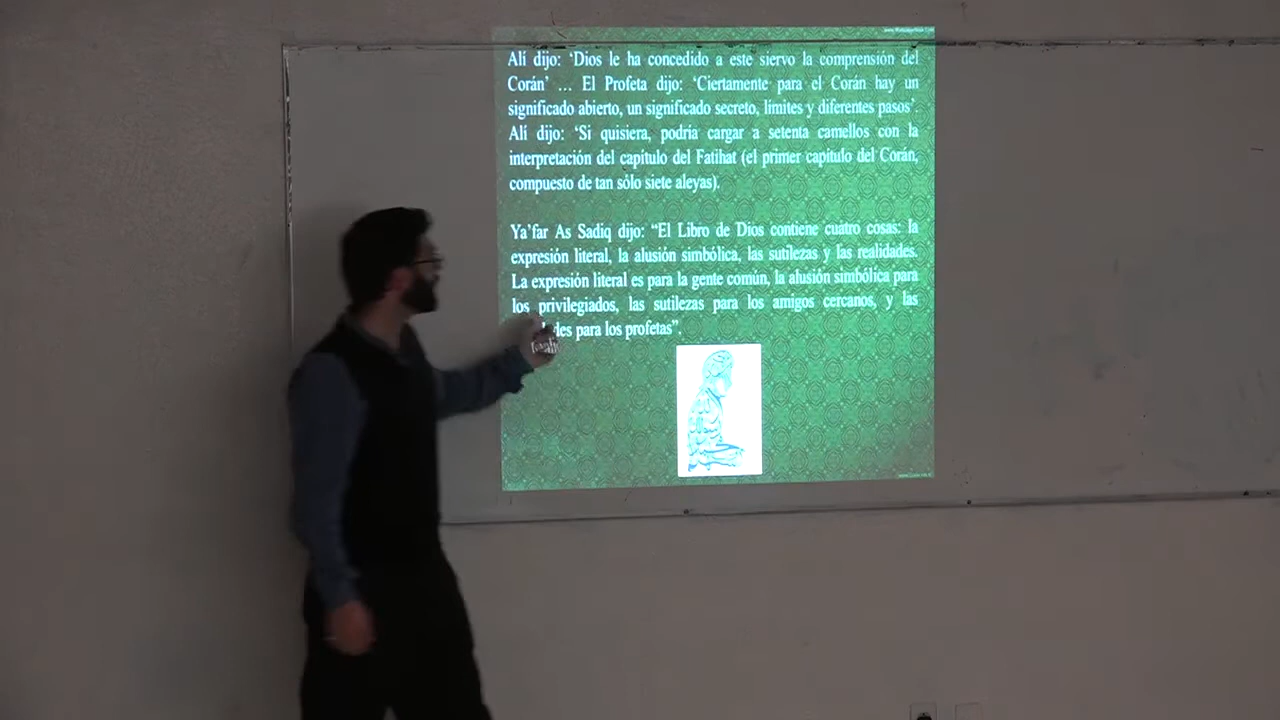 Alí dijo: ‘Dios le ha concedido a este siervo la comprensión del
Corán’ … El Profeta dijo: ‘Ciertamente para el Corán hay un
significado abierto, un significado secreto, límites y diferentes pasos’
Alí dijo: ‘Si quisiera, podría cargar a setenta camellos con la
interpretación del capítulo del Fatihat (el primer capítulo del Corán,
compuesto de tan sólo siete aleyas).
Ya’far As Sadiq dijo: “El Libro de Dios contiene cuatro cosas: la
expresión literal, la alusión simbólica, las sutilezas y las realidades.
La expresión literal es para la gente común, la alusión simbólica para
los privilegiados, las sutilezas para los amigos cercanos, y las
des para los profetas”.